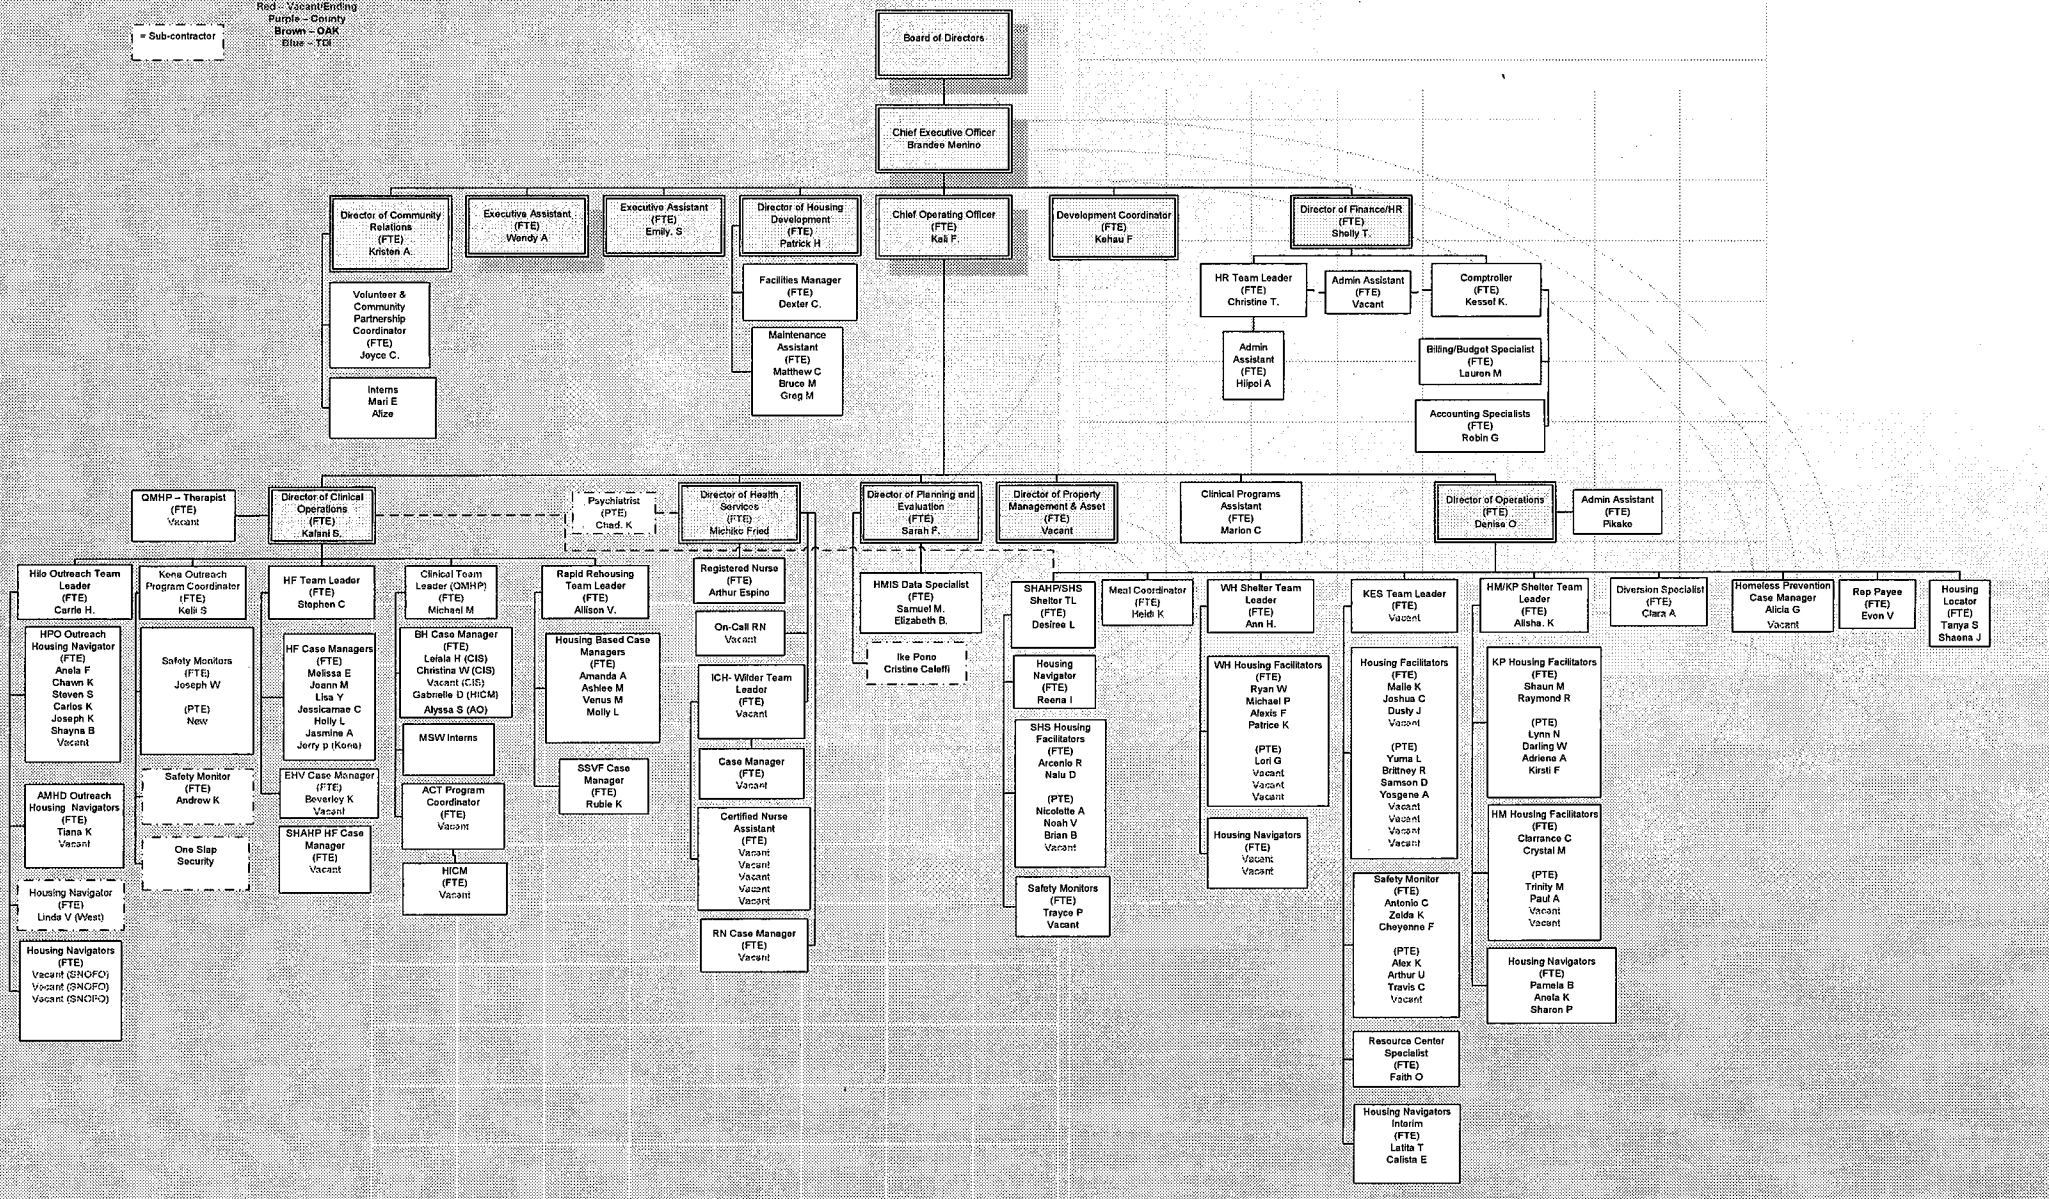 Red – Vacant/Ending
Purple – County
Brown – OAK
Blue – TDI
= Sub-contractor
Board of Directors
Chief Executive Officer
Brandee Menino
Director of Community
Relations
(FTE)
Kristen A.
Executive Assistant
(FTE)
Wendy A
Executive Assistant
(FTE)
Emily. S
Director of Housing
Development
(FTE)
Patrick H
Chief Operating Officer
(FTE)
Kali F.
Development Coordinator
(FTE)
Kehau F
Director of Finance/HR
(FTE)
Shelly T.
Volunteer &
Community
Partnership
Coordinator
(FTE)
Joyce C.
Interns
Mari E
Alize
Facilities Manager
(FTE)
Dexter C.
Maintenance
Assistant
(FTE)
Matthew C
Bruce M
Greg M
HR Team Leader
(FTE)
Christine T.
Admin Assistant
(FTE)
Vacant
Comptroller
(FTE)
Kessef K.
Admin
Assistant
(FTE)
Hiipoi A
Billing/Budget Specialist
(FTE)
Lauren M
Accounting Specialists
(FTE)
Robin G
QMHP – Therapist
(FTE)
Vacant
Director of Clinical
Operations
(FTE)
Kalani S.
Psychiatrist
(PTE)
Chad. K
Director of Health
Services
(FTE)
Michiko Fried
Director of Planning and
Evaluation
(FTE)
Sarah F.
Director of Property
Management & Asset
(FTE)
Vacant
Clinical Programs
Assistant
(FTE)
Marlon C
Director of Operations
(FTE)
Denise O
Admin Assistant
(FTE)
Pikake
Hilo Outreach Team
Leader
(FTE)
Carrie H.
HPO Outreach
Housing Navigator
(FTE)
Anela F
Chawn K
Steven S
Carlos K
Joseph K
Shayna B
Vacant
AMHD Outreach
Housing Navigators
(FTE)
Tiana K
Vacant
Housing Navigator
(FTE)
Linda V (West)
Housing Navigators
(FTE)
Vacant (SNOFO)
Vacant (SNOFO)
Vacant (SNOFO)
Kona Outreach
Program Coordinator
(FTE)
Kelii S
Safety Monitors
(FTE)
Joseph W
(PTE)
New
Safety Monitor
(FTE)
Andrew K
One Slap
Security
HF Team Leader
(FTE)
Stephen C
HF Case Managers
(FTE)
Melissa E
Joann M
Lisa Y
Jessicamae C
Holly L
Jasmine A
Jerry p (Kona)
EHV Case Manager
(FTE)
Beverley K
Vacant
SHAHP HF Case
Manager
(FTE)
Vacant
Clinical Team
Leader (QMHP)
(FTE)
Michael M
BH Case Manager
(FTE)
Leiala H (CIS)
Christina W (CIS)
Vacant (CIS)
Gabrielle D (HICM)
Alyssa S (AO)
MSW Interns
ACT Program
Coordinator
(FTE)
Vacant
HICM
(FTE)
Vacant
Rapid Rehousing
Team Leader
(FTE)
Allison V.
Housing Based Case
Managers
(FTE)
Amanda A
Ashlee M
Venus M
Molly L
SSVF Case
Manager
(FTE)
Rubie K
Registered Nurse
(FTE)
Arthur Espino
On-Call RN
Vacant
ICH- Wilder Team
Leader
(FTE)
Vacant
Case Manager
(FTE)
Vacant
Certified Nurse
Assistant
(FTE)
Vacant
Vacant
Vacant
Vacant
Vacant
RN Case Manager
(FTE)
Vacant
HMIS Data Specialist
(FTE)
Samuel M.
Elizabeth B.
Ike Pono
Cristine Caleffi
SHAHP/SHS
Shelter TL
(FTE)
Desiree L
Housing
Navigator
(FTE)
Reena I
SHS Housing
Facilitators
(FTE)
Arcenio R
Nalu D
(PTE)
Nicolette A
Noah V
Brian B
Vacant
Safety Monitors
(FTE)
Trayce P
Vacant
Meal Coordinator
(FTE)
Heidi K
WH Shelter Team
Leader
(FTE)
Ann H.
WH Housing Facilitators
(FTE)
Ryan W
Michael P
Alexis F
Patrice K
(PTE)
Lori G
Vacant
Vacant
Vacant
Housing Navigators
(FTE)
Vacant
Vacant
KES Team Leader
(FTE)
Vacant
Housing Facilitators
(FTE)
Malie K
Joshua C
Dusty J
Vacant
(PTE)
Yuma L
Brittney R
Samson D
Yosgene A
Vacant
Vacant
Vacant
Vacant
Safety Monitor
(FTE)
Antonio C
Zelda K
Cheyenne F
(PTE)
Alex K
Arthur U
Travis C
Vacant
Resource Center
Specialist
(FTE)
Faith O
Housing Navigators
Interim
(FTE)
Latita T
Calista E
HM/KP Shelter Team
Leader
(FTE)
Alisha. K
KP Housing Facilitators
(FTE)
Shaun M
Raymond R
(PTE)
Lynn N
Darling W
Adriene A
Kirsti F
HM Housing Facilitators
(FTE)
Clarrance C
Crystal M
(PTE)
Trinity M
Paul A
Vacant
Vacant
Housing Navigators
(FTE)
Pamela B
Anela K
Sharon P
Diversion Specialist
(FTE)
Clara A
Homeless Prevention
Case Manager
Alicia G
Vacant
Rep Payee
(FTE)
Evon V
Housing
Locator
(FTE)
Tanya S
Shaena J